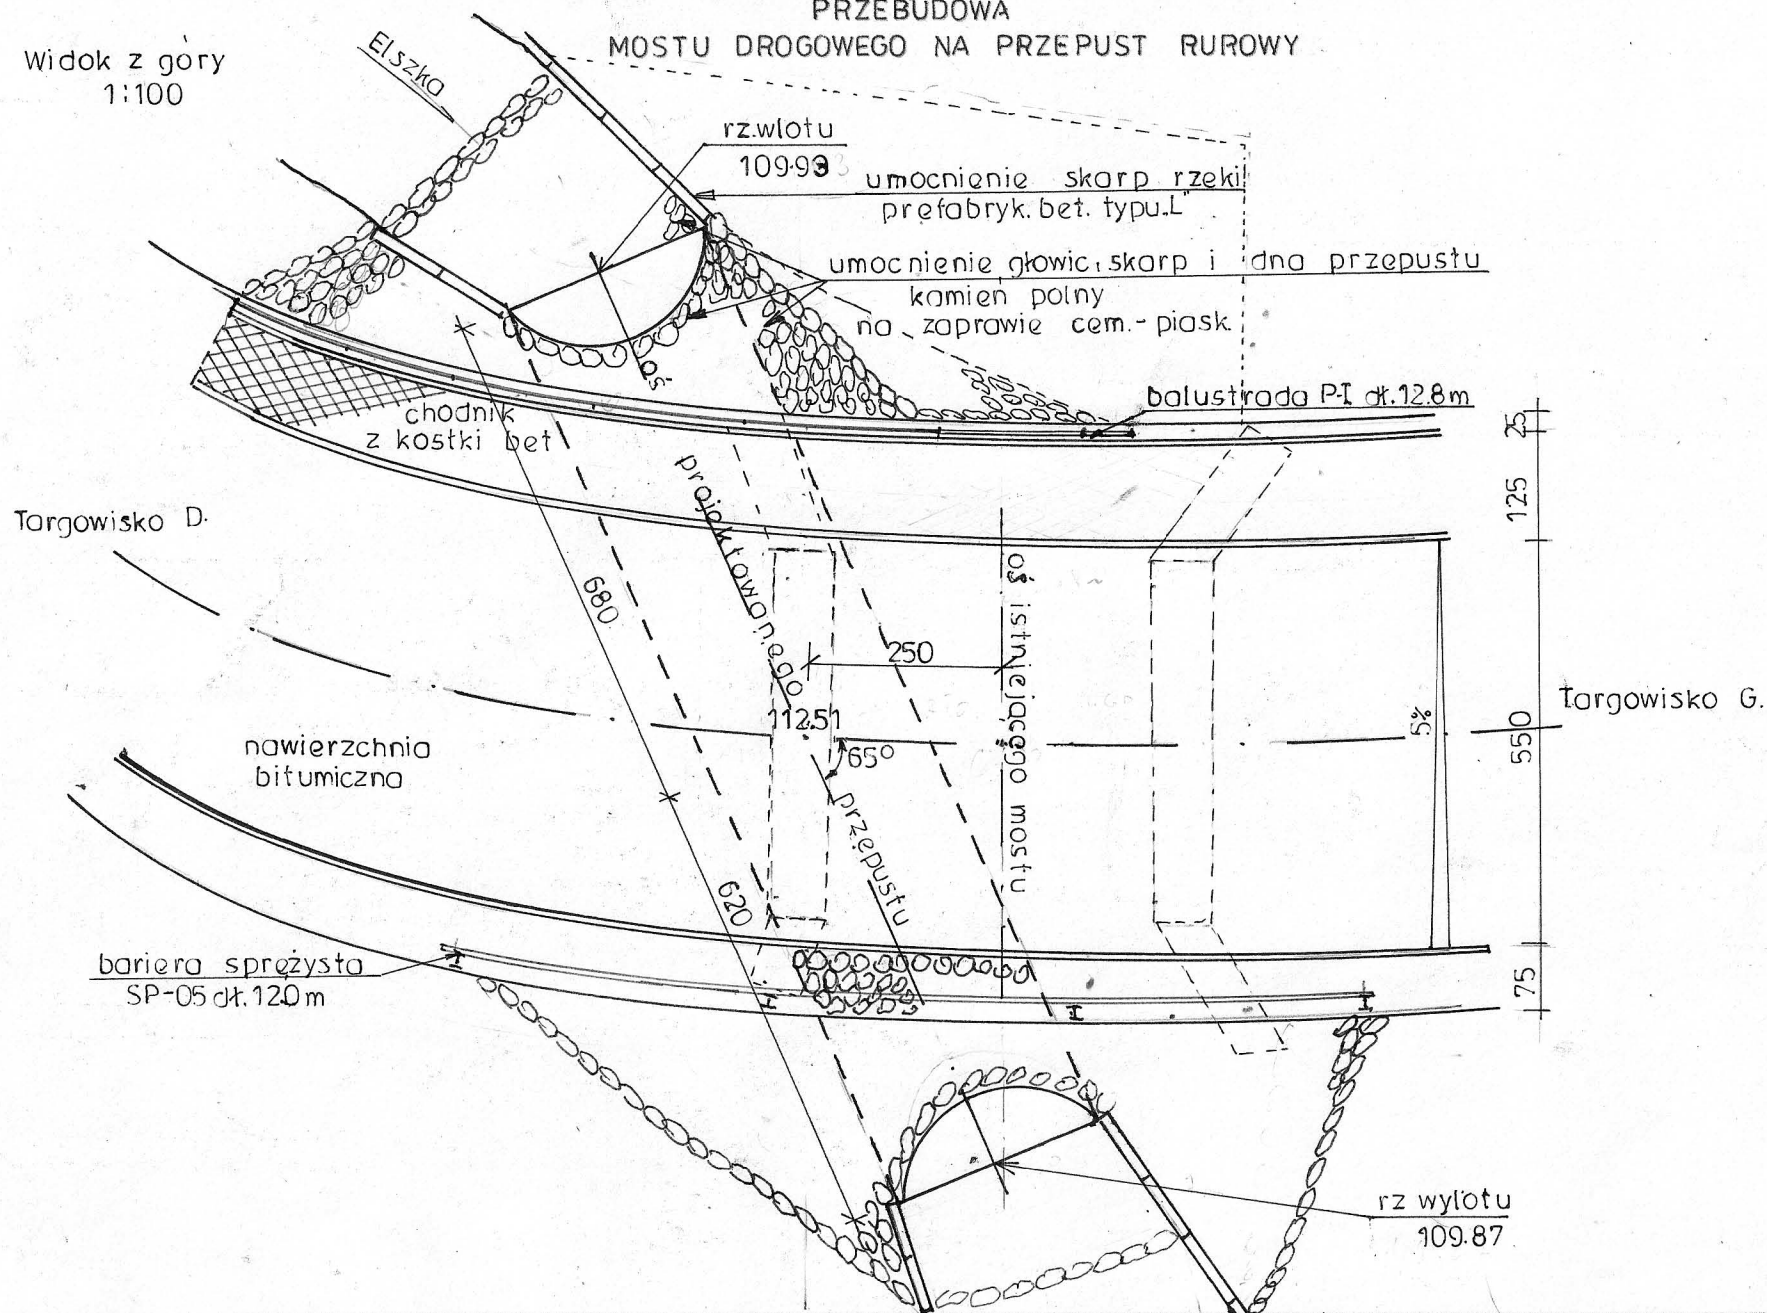 PRZEBUDOWA
MOSTU DROGOWEGO NA PRZEPUST RUROWY
Widok z góry
1:100
Elszka
rz.wlotu
109.93
umocnienie skarp rzeki
prefabryk. bet. typu „L"
umocnienie głowic, skarp i dna przepustu
kamień polny
na zaprawie cem.-piask.
oś
balustrada P-I dł. 12.8 m
chodnik
z kostki bet
25
125
550
75
Targowisko D.
projektowanego
przepustu
680
620
250
oś istniejącego mostu
112.51
65°
5%
Targowisko G.
nawierzchnia
bitumiczna
bariera sprężysta
SP-05 dł. 12.0 m
rz wylotu
109.87